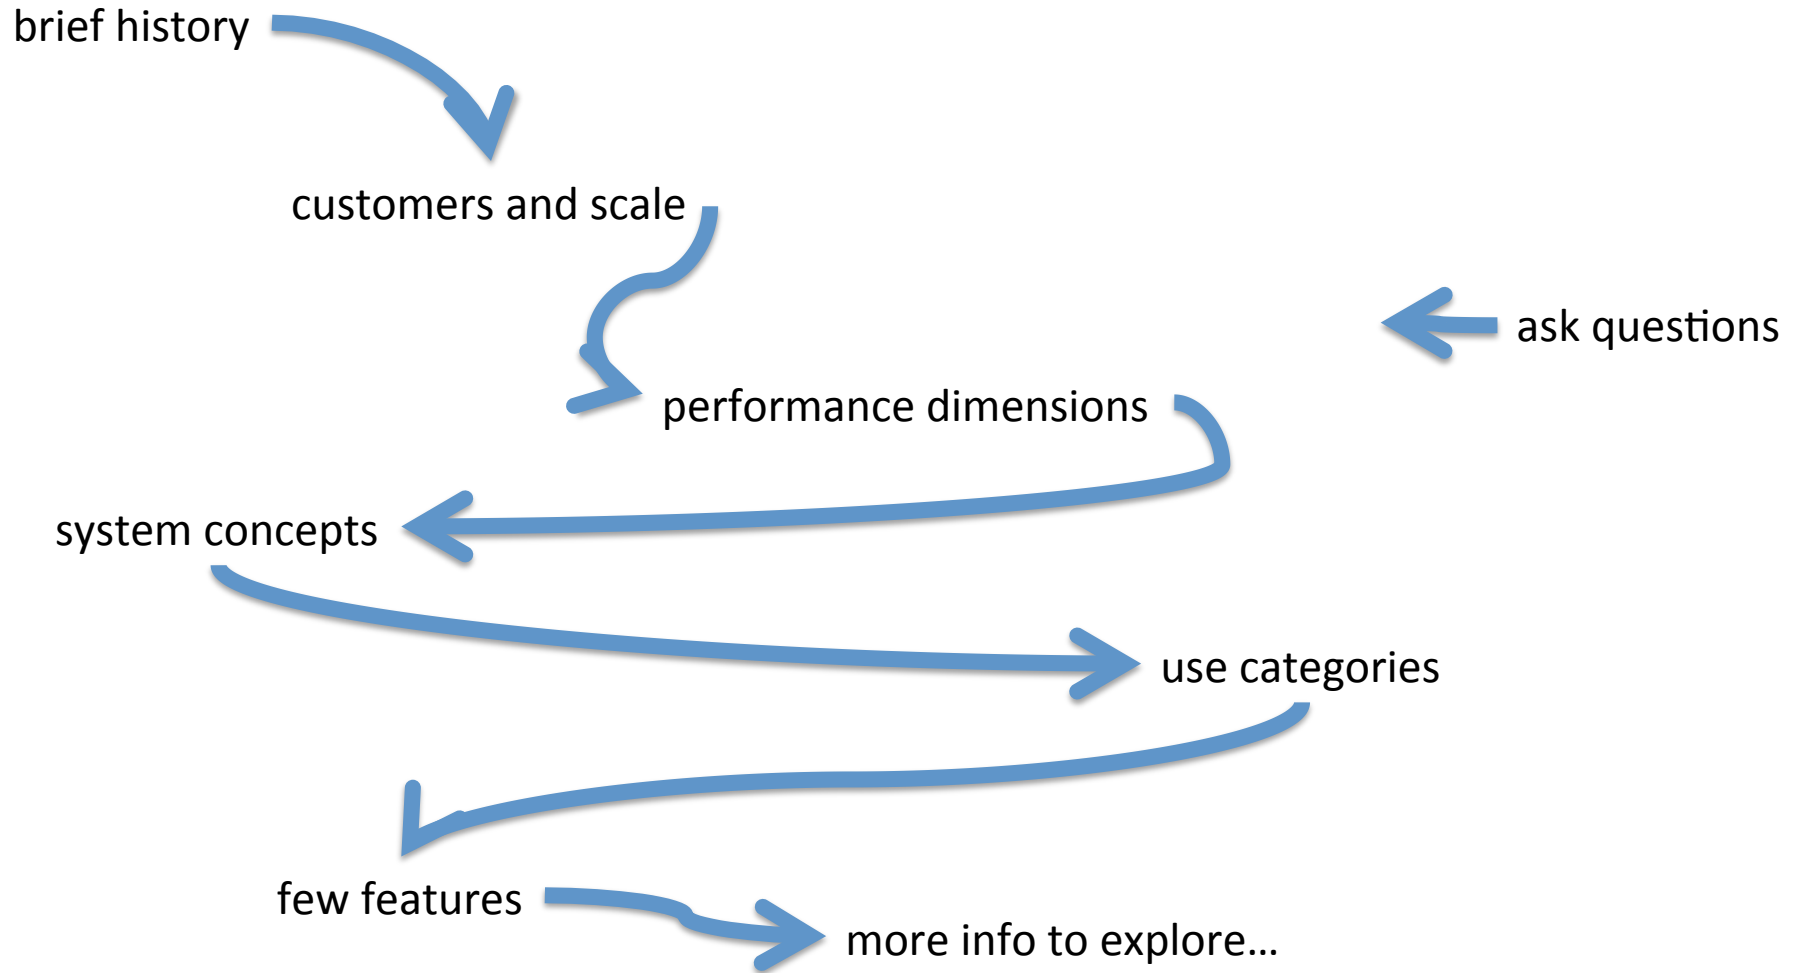 brief history
customers and scale
ask questions
performance dimensions
system concepts
use categories
few features
more info to explore...